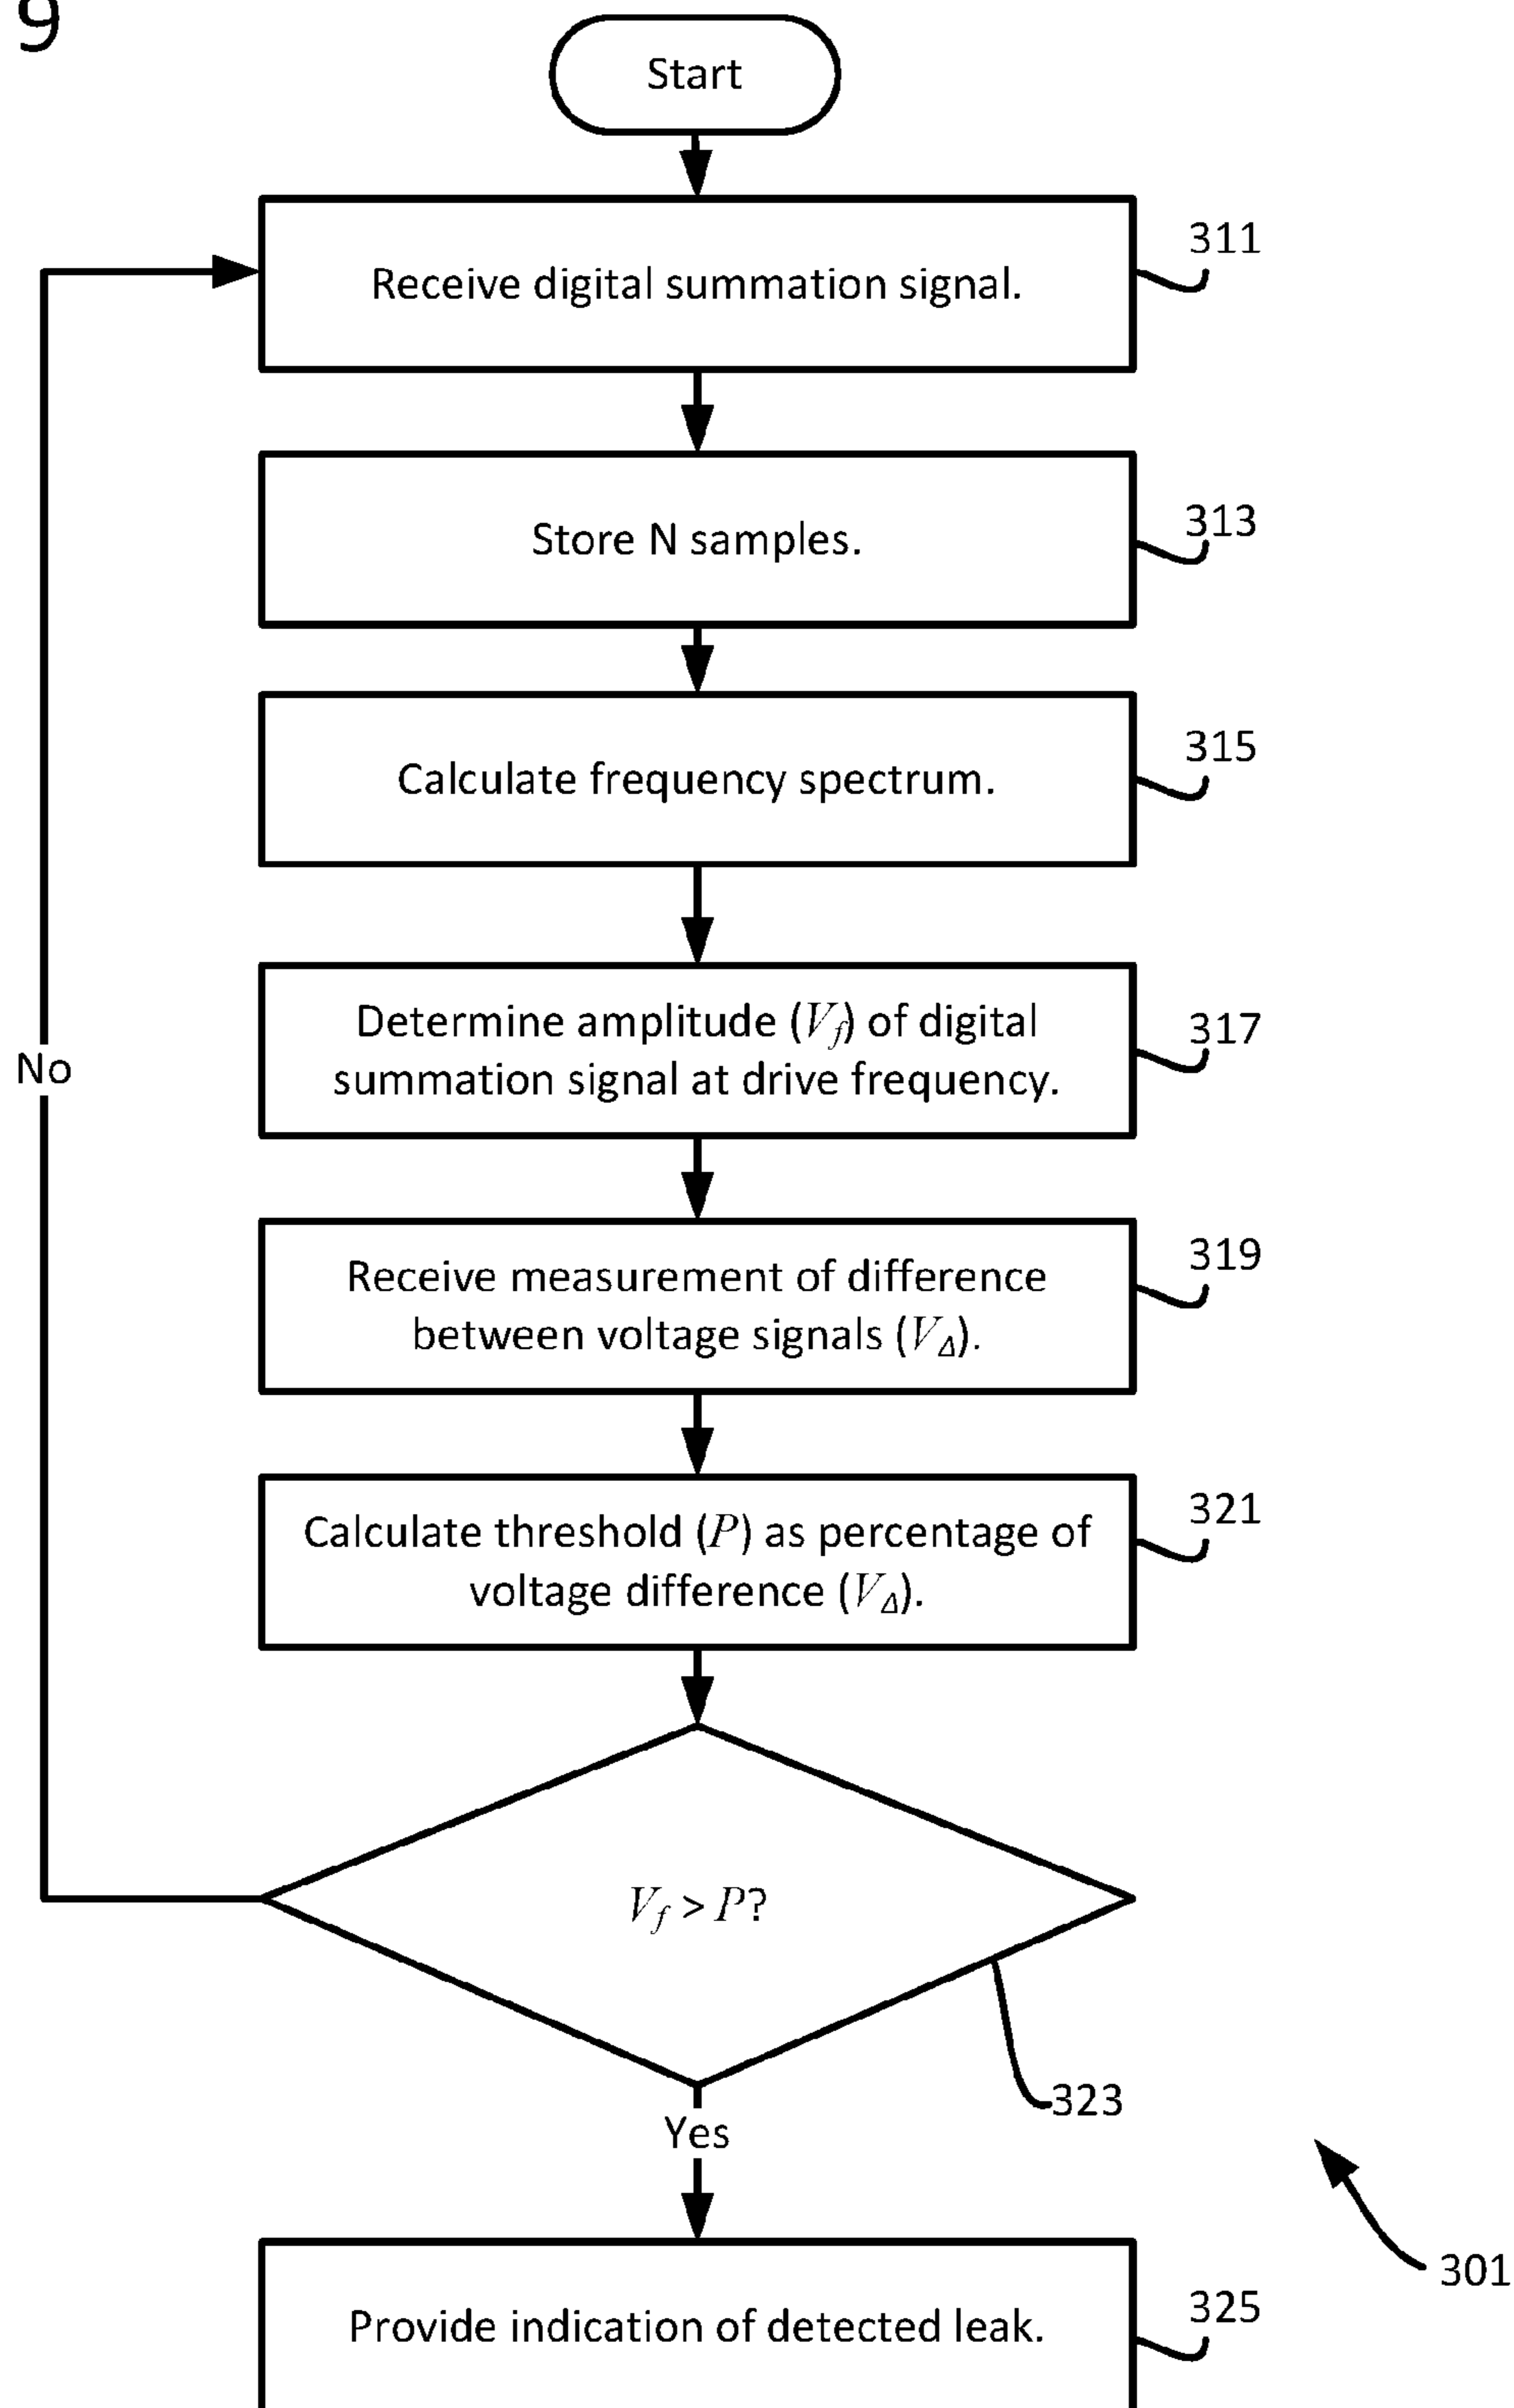 9
Start
Receive digital summation signal.
311
Store N samples.
313
Calculate frequency spectrum.
315
Determine amplitude (Vf) of digital
summation signal at drive frequency.
317
No
Receive measurement of difference
between voltage signals (VΔ).
319
Calculate threshold (P) as percentage of
voltage difference (VΔ).
321
Vf > P?
323
Yes
301
Provide indication of detected leak.
325